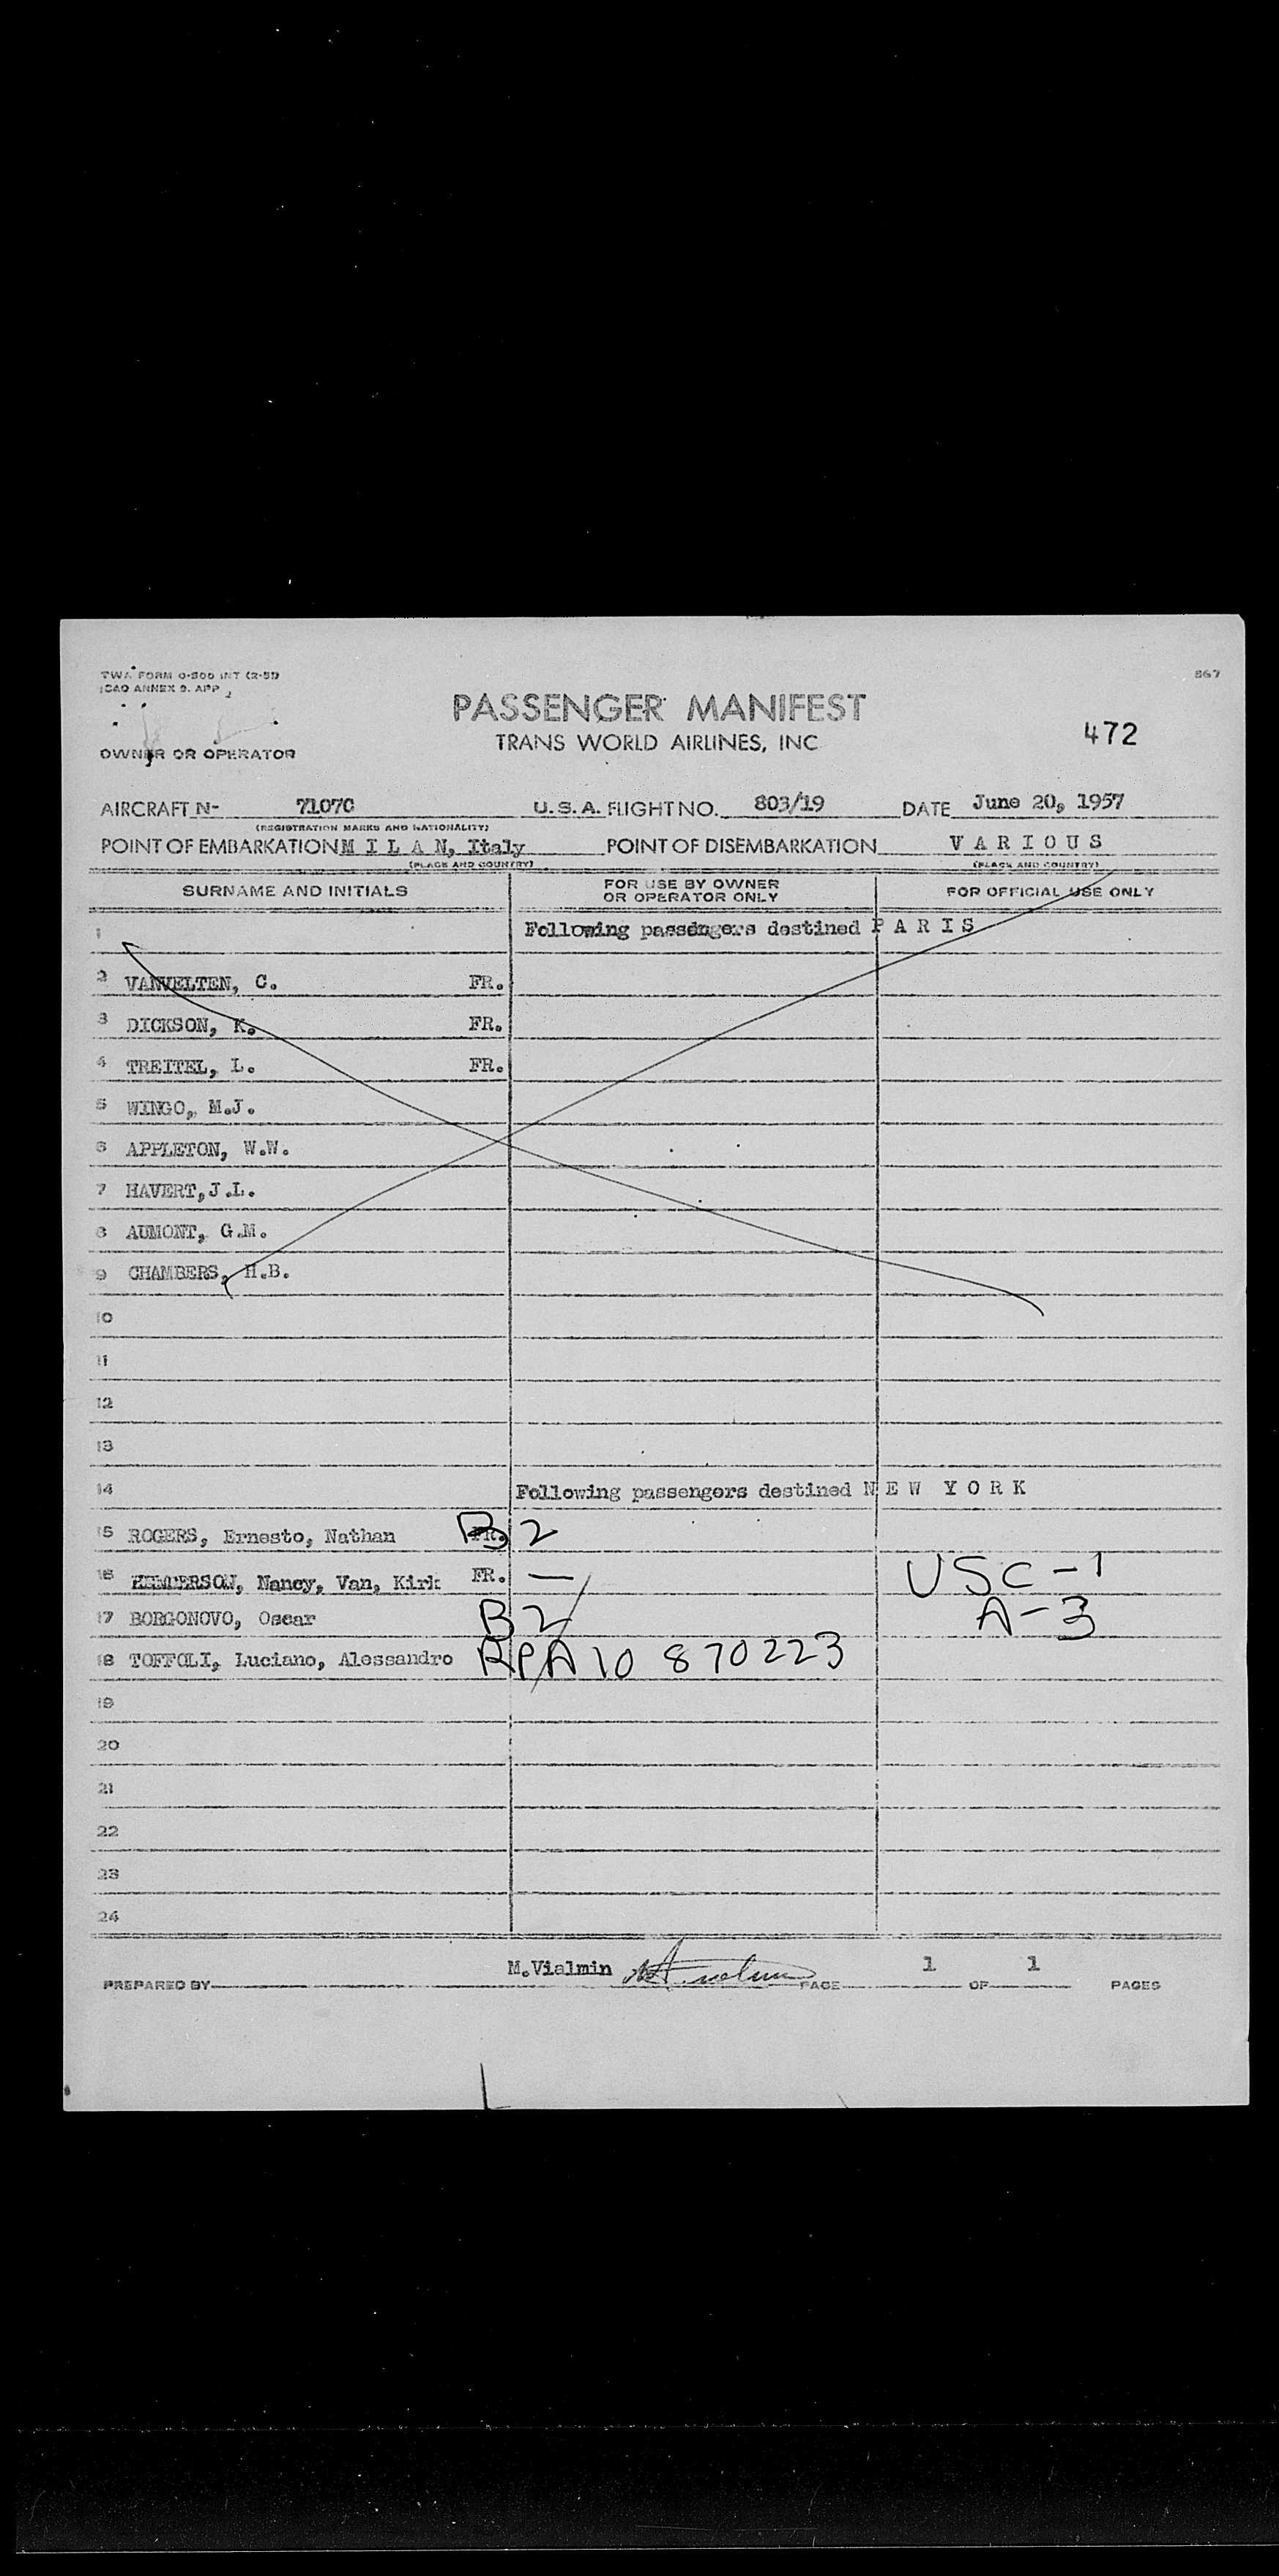 TWA FORM O-800 INT (2-51)
ICAO ANNEX 9. APP
867
PASSENGER MANIFEST
472
TRANS WORLD AIRLINES, INC
OWNER OR OPERATOR
AIRCRAFT N- 7107C U.S.A. FLIGHT NO. 803/19 DATE June 20, 1957
(REGISTRATION MARKS AND NATIONALITY)
POINT OF EMBARKATION M I L A N, Italy POINT OF DISEMBARKATION V A R I O U S
(PLACE AND COUNTRY) (PLACE AND COUNTRY)
SURNAME AND INITIALS FOR USE BY OWNER OR OPERATOR ONLY FOR OFFICIAL USE ONLY
1 Following passengers destined P A R I S
2 VANVELTEN, C. FR.
3 DICKSON, K. FR.
4 TREITEL, L. FR.
5 WINGO, M.J.
6 APPLETON, W.W.
7 HAVERT,J.L.
8 AUMONT, G.M.
9 CHAMBERS, H.B.
10
11
12
13
14 Following passengers destined N E W Y O R K
15 ROGERS, Ernesto, Nathan FR. B 2
16 Nancy, Van, Kirk FR. — USC-1
17 BORGONOVO, Oscar B 2 A-3
18 TOFFOLI, Luciano, Alessandro RPA10 870223
19
20
21
22
23
24
PREPARED BY M.Vialmin PAGE 1 OF 1 PAGES